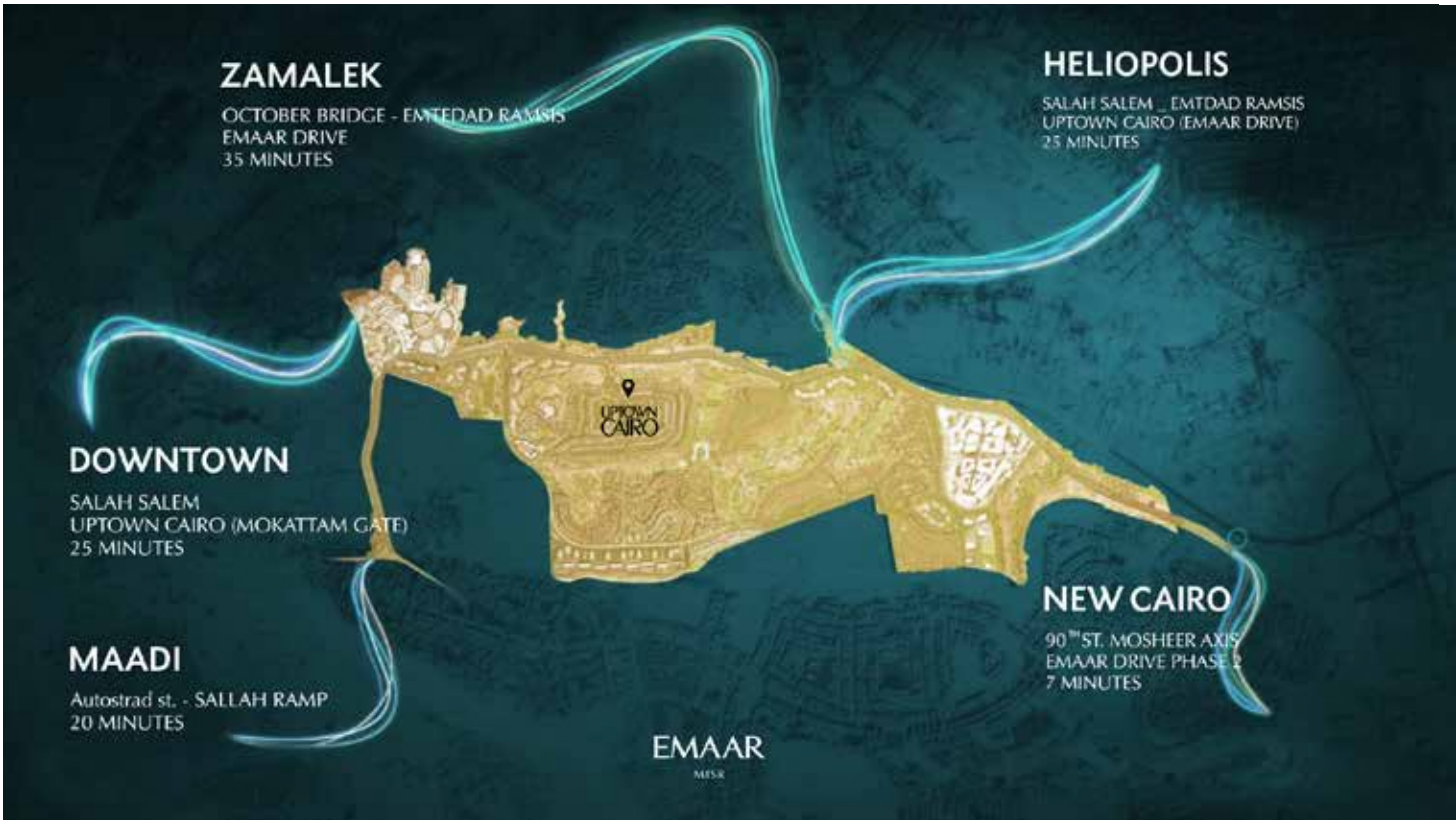 ZAMALEK
OCTOBER BRIDGE - EMTEDAD RAMSIS
EMAAR DRIVE
35 MINUTES
HELIOPOLIS
SALAH SALEM _ EMTDAD RAMSIS
UPTOWN CAIRO (EMAAR DRIVE)
25 MINUTES
UPTOWN
CAIRO
DOWNTOWN
SALAH SALEM
UPTOWN CAIRO (MOKATTAM GATE)
25 MINUTES
MAADI
Autostrad st. - SALLAH RAMP
20 MINUTES
NEW CAIRO
90™ ST. MOSHEER AXIS
EMAAR DRIVE PHASE 2
7 MINUTES
EMAAR
MISR